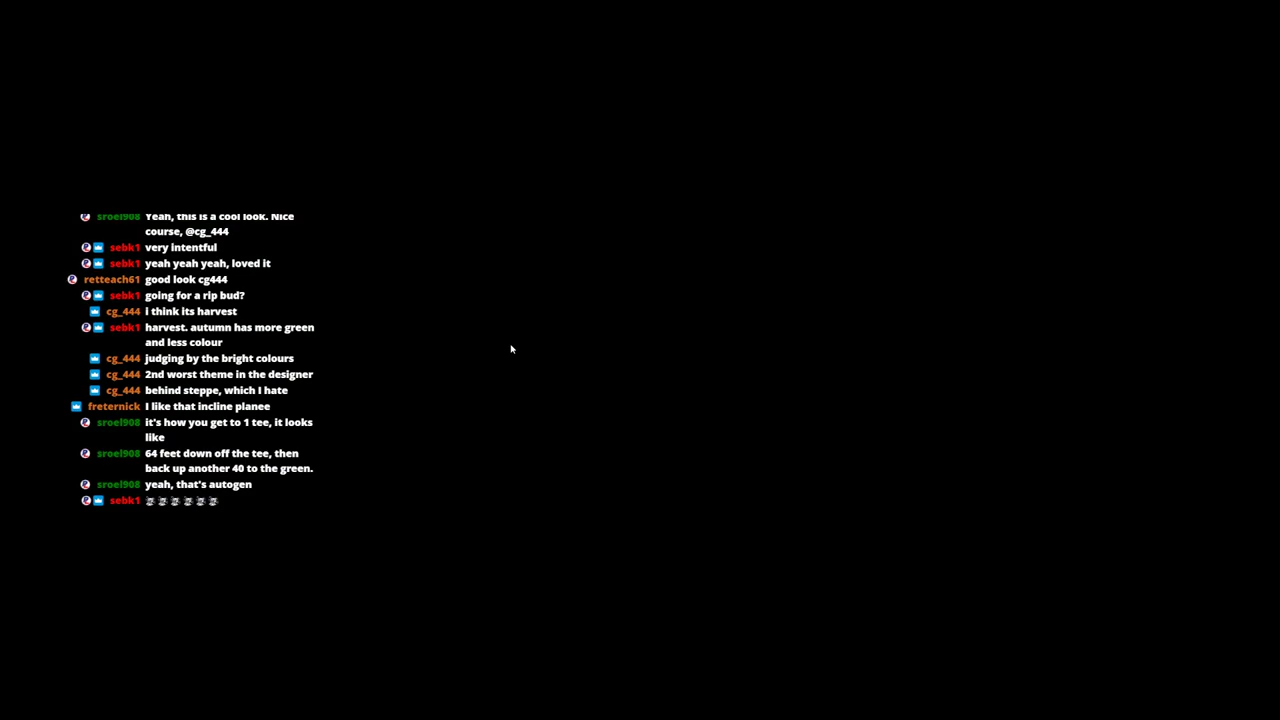 sroel908 Yeah, this is a cool look. Nice
course, @cg_444
sebk1 very intentful
sebk1 yeah yeah yeah, loved it
retteach61 good look cg444
sebk1 going for a rip bud?
cg_444 i think its harvest
sebk1 harvest. autumn has more green
and less colour
cg_444 judging by the bright colours
cg_444 2nd worst theme in the designer
cg_444 behind steppe, which I hate
freternick I like that incline planee
sroel908 it's how you get to 1 tee, it looks
like
sroel908 64 feet down off the tee, then
back up another 40 to the green.
sroel908 yeah, that's autogen
sebk1